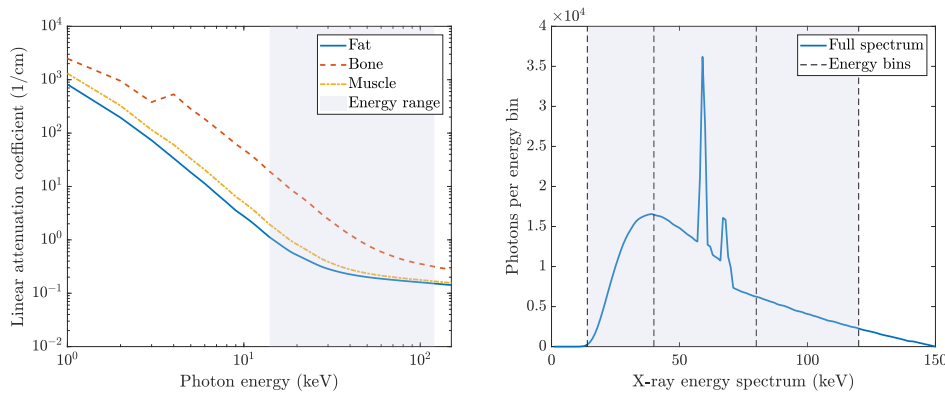 10^4
10^3
10^2
10^1
10^0
10^-1
10^-2
10^0
10^1
10^2
Linear attenuation coefficient (1/cm)
Photon energy (keV)
Fat
Bone
Muscle
Energy range
×10^4
4
3.5
3
2.5
2
1.5
1
0.5
0
0
50
100
150
Photons per energy bin
X-ray energy spectrum (keV)
Full spectrum
Energy bins